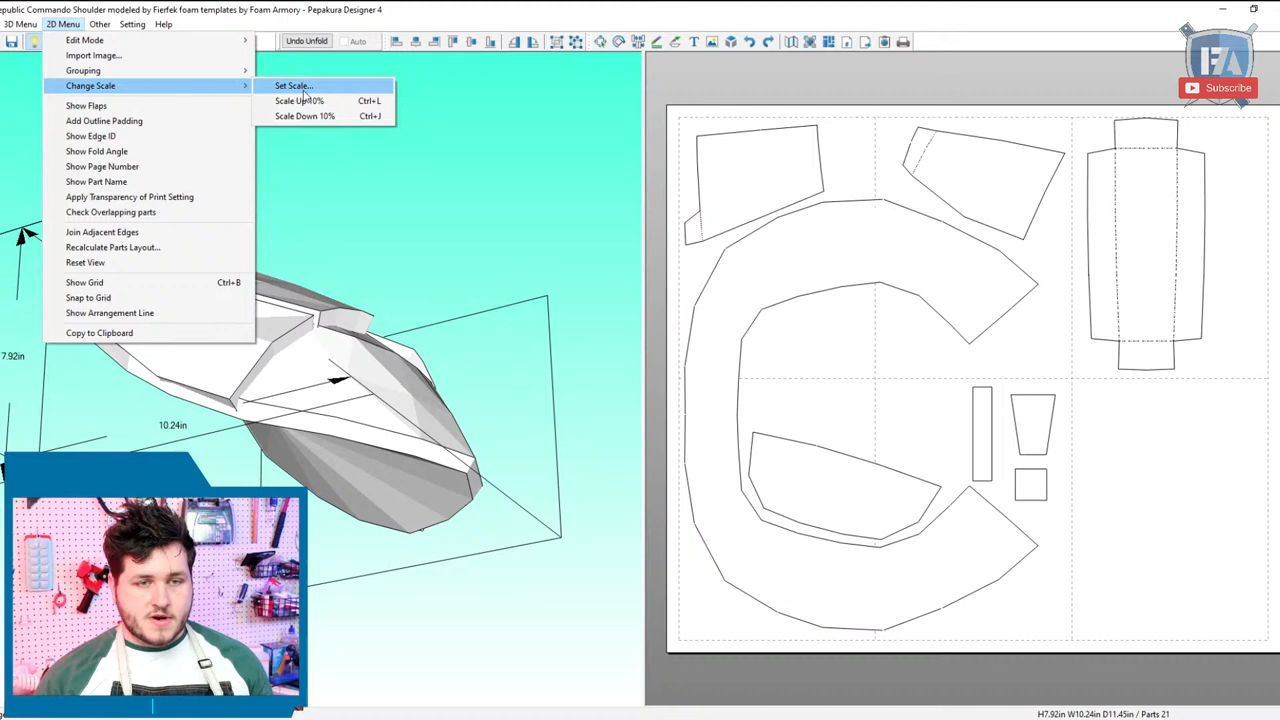 epublic Commando Shoulder modeled by Fierfek foam templates by Foam Armory - Pepakura Designer 4
3D Menu 2D Menu Other Setting Help
Undo Unfold Auto
Edit Mode
Import Image...
Grouping
Change Scale
Show Flaps
Add Outline Padding
Show Edge ID
Show Fold Angle
Show Page Number
Show Part Name
Apply Transparency of Print Setting
Check Overlapping parts
Join Adjacent Edges
Recalculate Parts Layout...
Reset View
Show Grid Ctrl+B
Snap to Grid
Show Arrangement Line
Copy to Clipboard
Set Scale...
Scale Up 10% Ctrl+L
Scale Down 10% Ctrl+J
7.92in
10.24in
FA
Subscribe
H7.92in W10.24in D11.45in / Parts 21